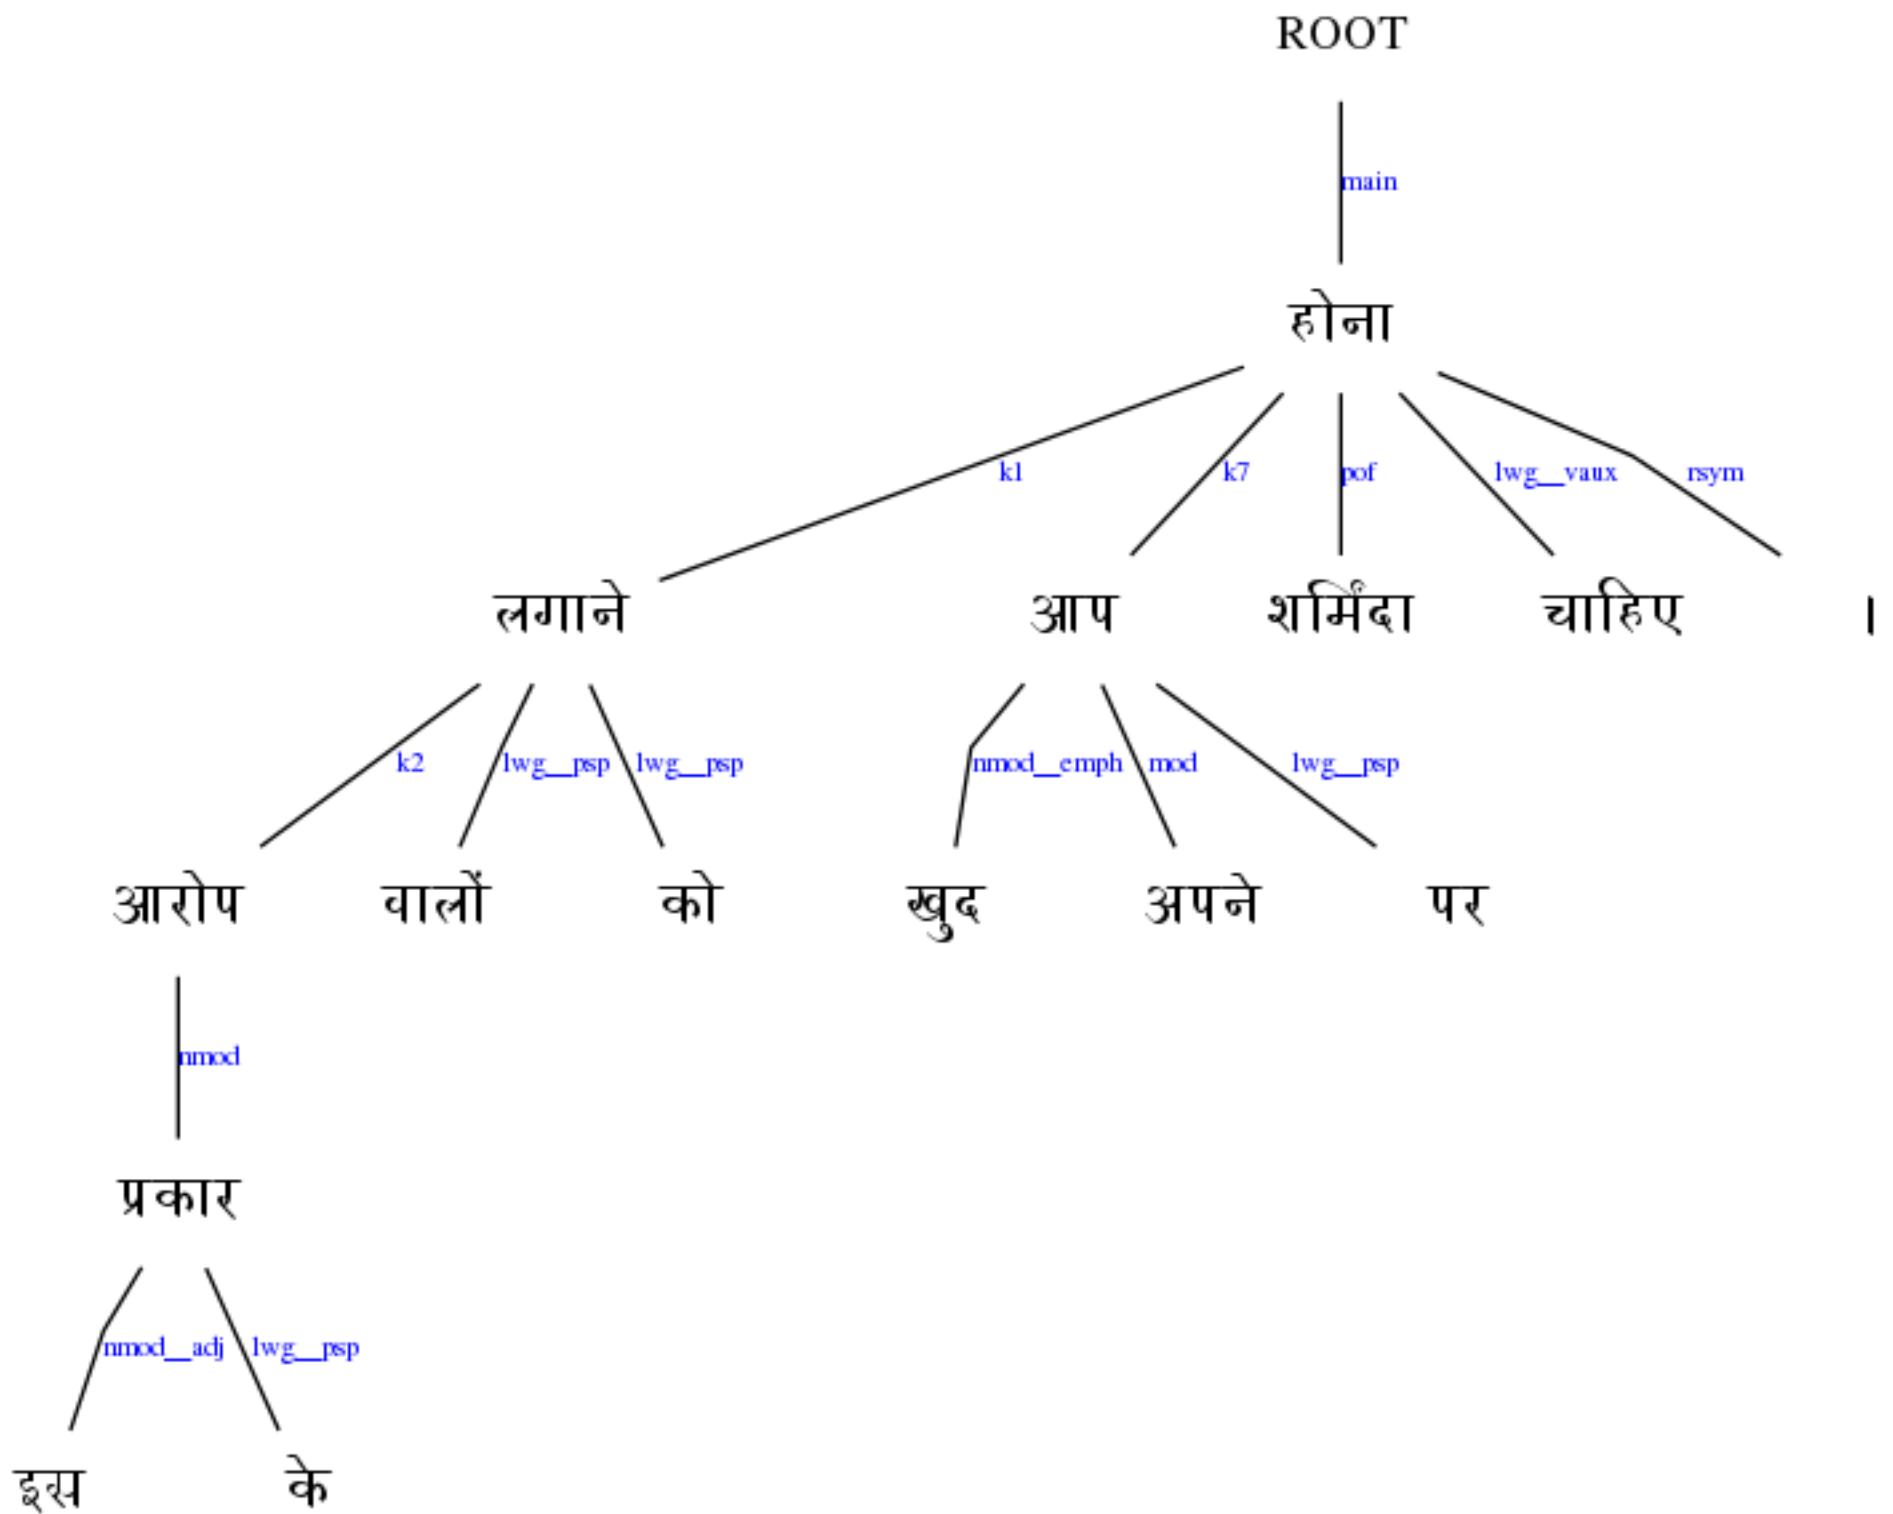 ROOT
main
होना
k1 k7 pof lwg__vaux rsym
लगाने आप शर्मिंदा चाहिए ।
k2 lwg__psp lwg__psp nmod__emph mod lwg__psp
आरोप वालों को खुद अपने पर
nmod
प्रकार
nmod__adj lwg__psp
इस के